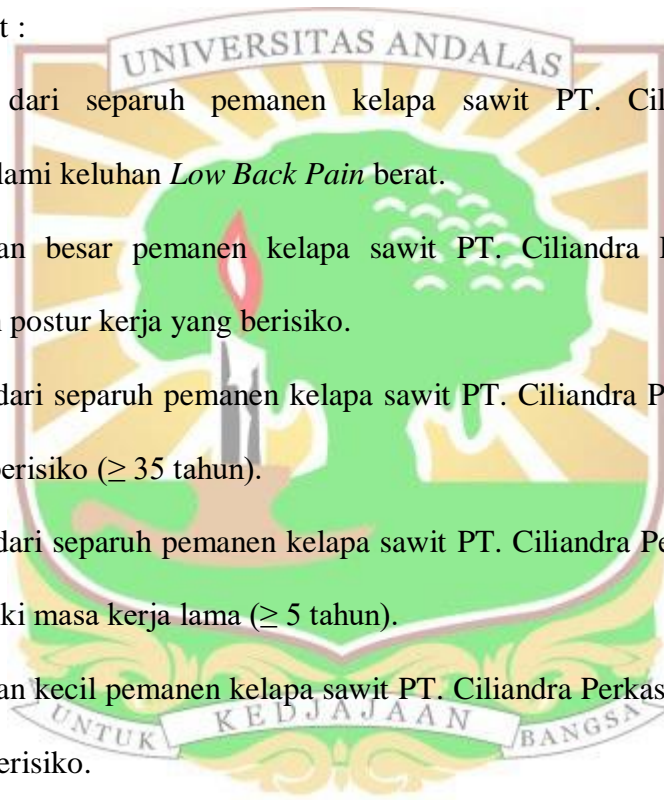 t :
UNIVERSITAS ANDALAS
dari separuh pemanen kelapa sawit PT. Cil
lami keluhan Low Back Pain berat.
an besar pemanen kelapa sawit PT. Ciliandra
postur kerja yang berisiko.
dari separuh pemanen kelapa sawit PT. Ciliandra P
erisiko (≥ 35 tahun).
dari separuh pemanen kelapa sawit PT. Ciliandra Pe
ki masa kerja lama (≥ 5 tahun).
an kecil pemanen kelapa sawit PT. Ciliandra Perkas
UNTUK KEDJAJAAN BANGSA
erisiko.